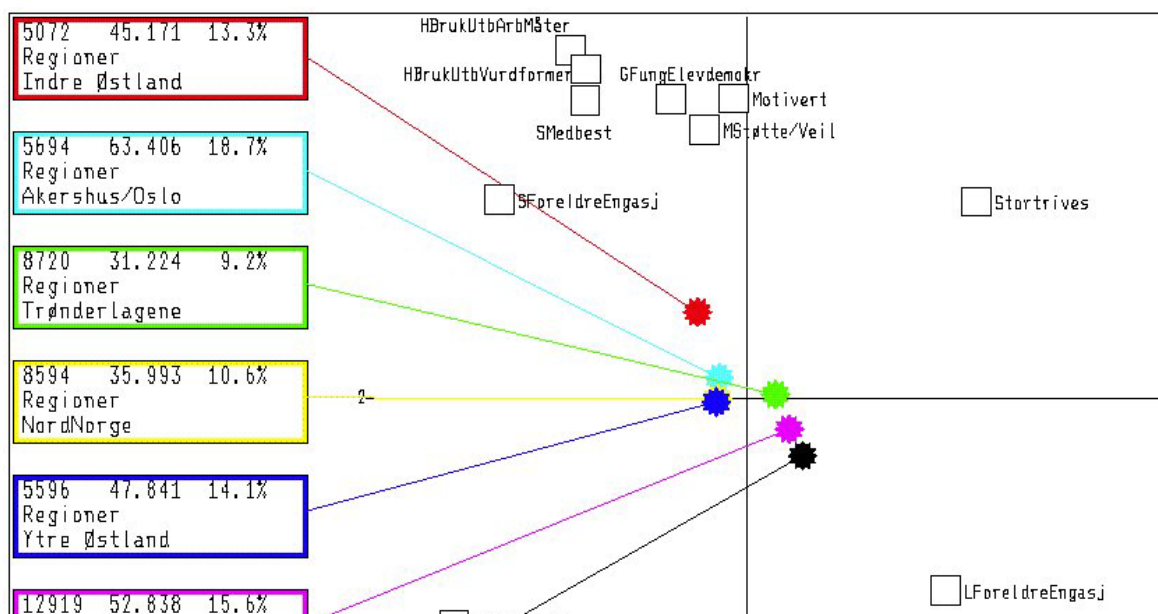 5072 45.171 13.3%
Regioner
Indre Østland
5694 63.406 18.7%
Regioner
Akershus/Oslo
8720 31.224 9.2%
Regioner
Trønderlagene
8594 35.993 10.6%
Regioner
NordNorge
5596 47.841 14.1%
Regioner
Ytre Østland
12919 52.838 15.6%
HBrukUtbArbMåter
HBrukUtbVurdformer
GFungElevdemokr
Motivert
SMedbest
MStøtte/Veil
SForeldreEngasj
Stortrives
2-
LForeldreEngasj